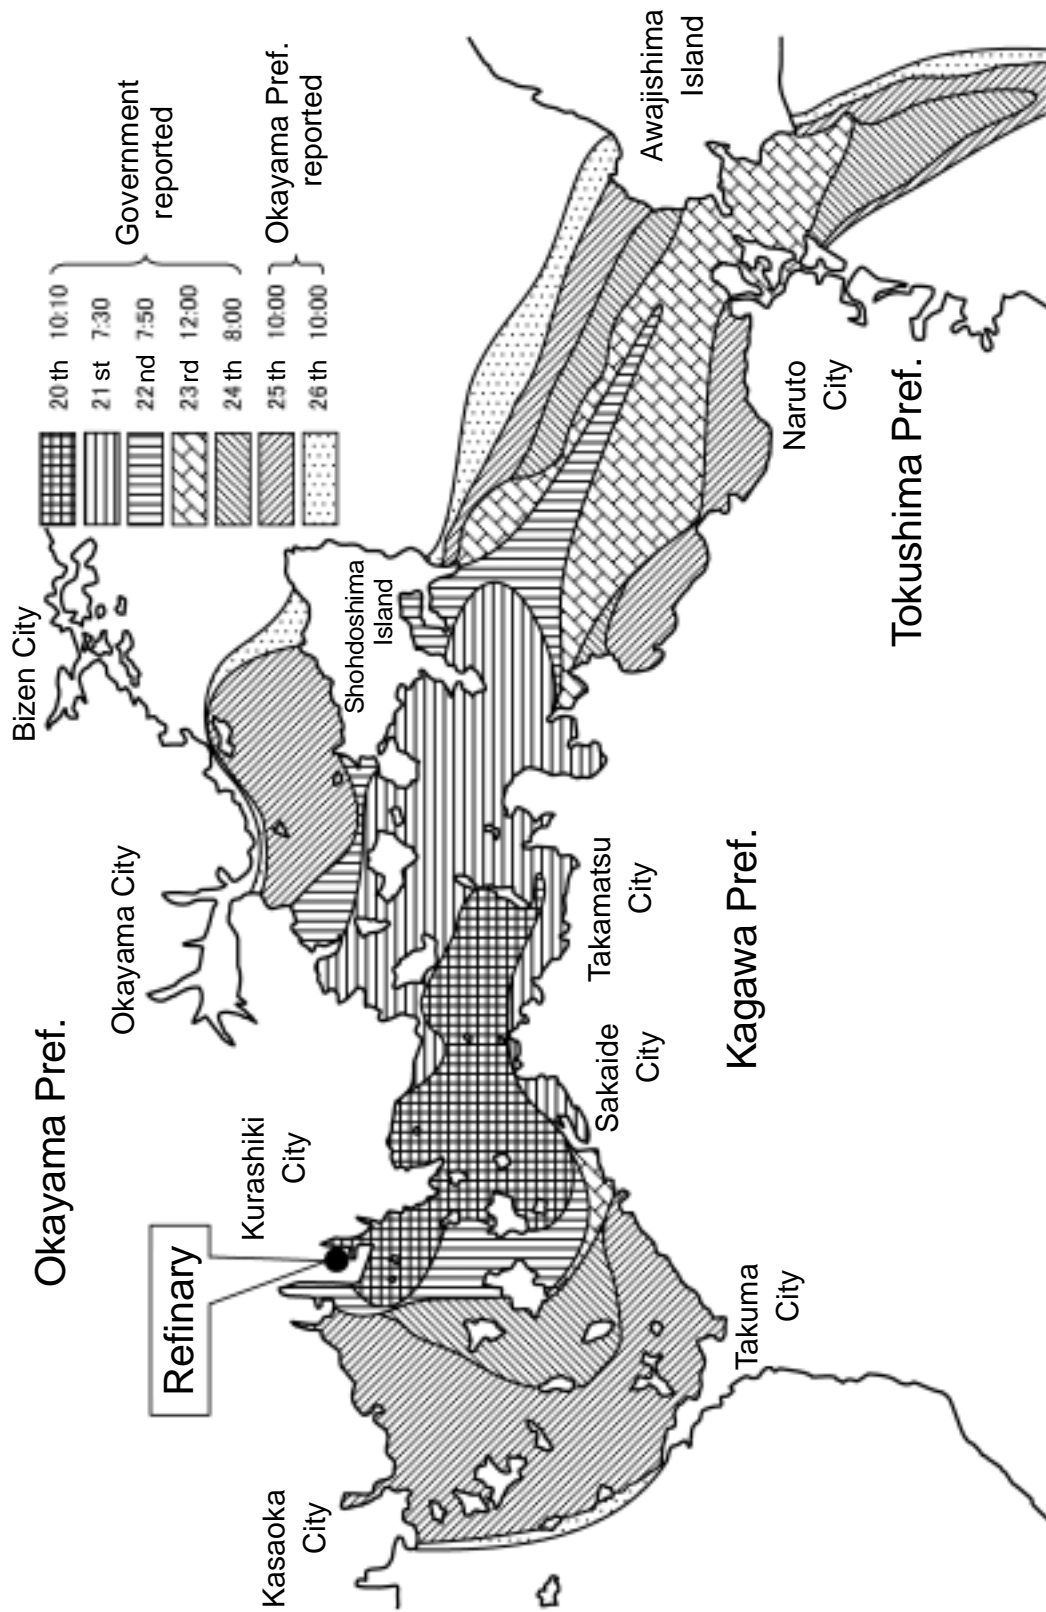 Okayama Pref.
Bizen City
Okayama City
Kurashiki
City
Kasaoka
City
Refinary
20 th 10:10
21 st 7:30
22 nd 7:50
23 rd 12:00
24 th 8:00
25 th 10:00
26 th 10:00
Government
reported
Okayama Pref.
reported
Shohdoshima
Island
Awajishima
Island
Takuma
City
Sakaide
City
Takamatsu
City
Naruto
City
Kagawa Pref.
Tokushima Pref.